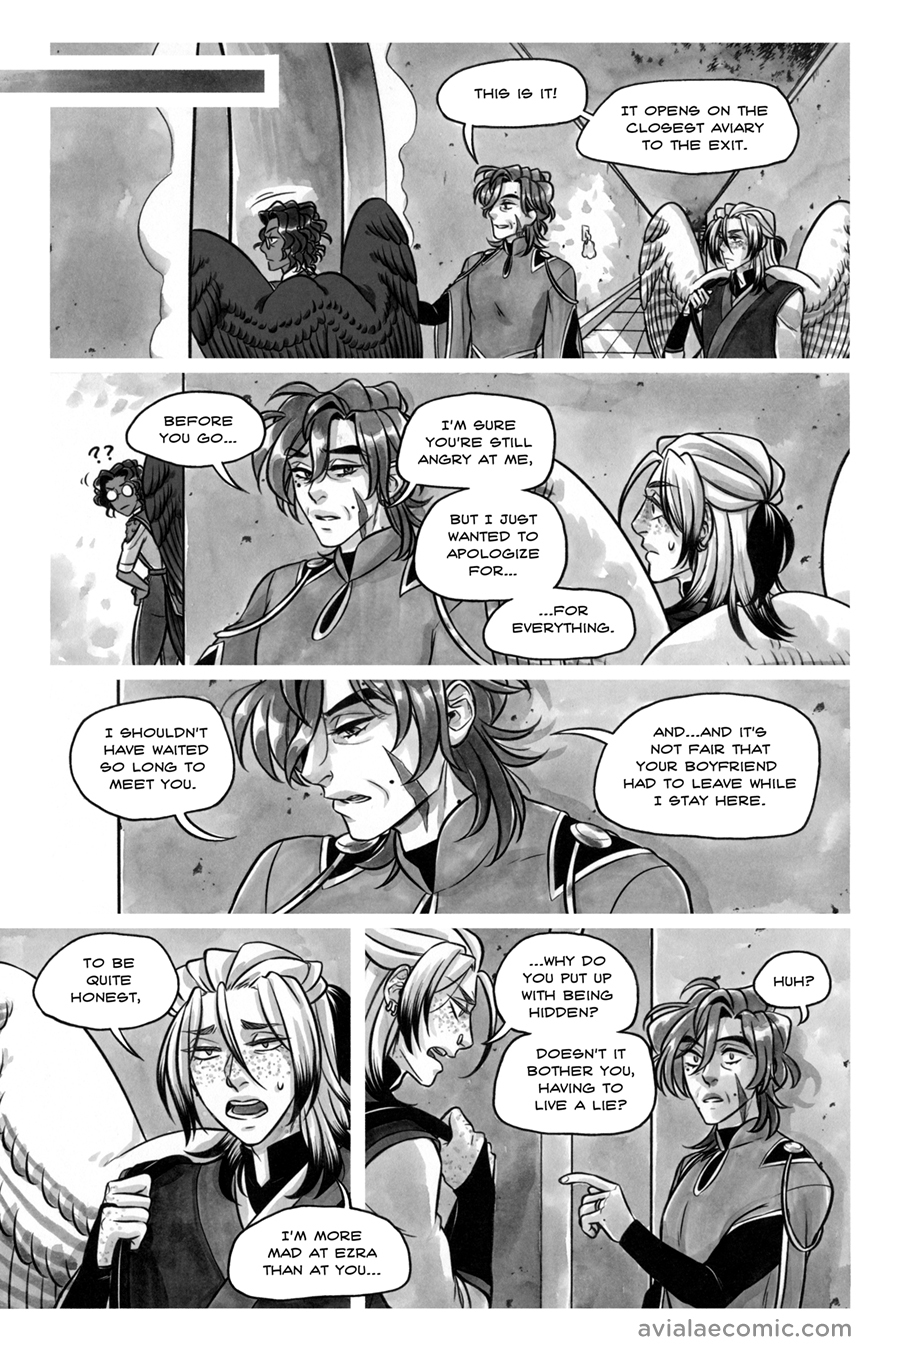 THIS IS IT!
IT OPENS ON THE
CLOSEST AVIARY
TO THE EXIT.
??
BEFORE
YOU GO...
I'M SURE
YOU'RE STILL
ANGRY AT ME,
BUT I JUST
WANTED TO
APOLOGIZE
FOR...
...FOR
EVERYTHING.
I SHOULDN'T
HAVE WAITED
SO LONG TO
MEET YOU.
AND...AND IT'S
NOT FAIR THAT
YOUR BOYFRIEND
HAD TO LEAVE WHILE
I STAY HERE.
TO BE
QUITE
HONEST,
I'M MORE
MAD AT EZRA
THAN AT YOU...
...WHY DO
YOU PUT UP
WITH BEING
HIDDEN?
DOESN'T IT
BOTHER YOU,
HAVING TO
LIVE A LIE?
HUH?
avialaecomic.com